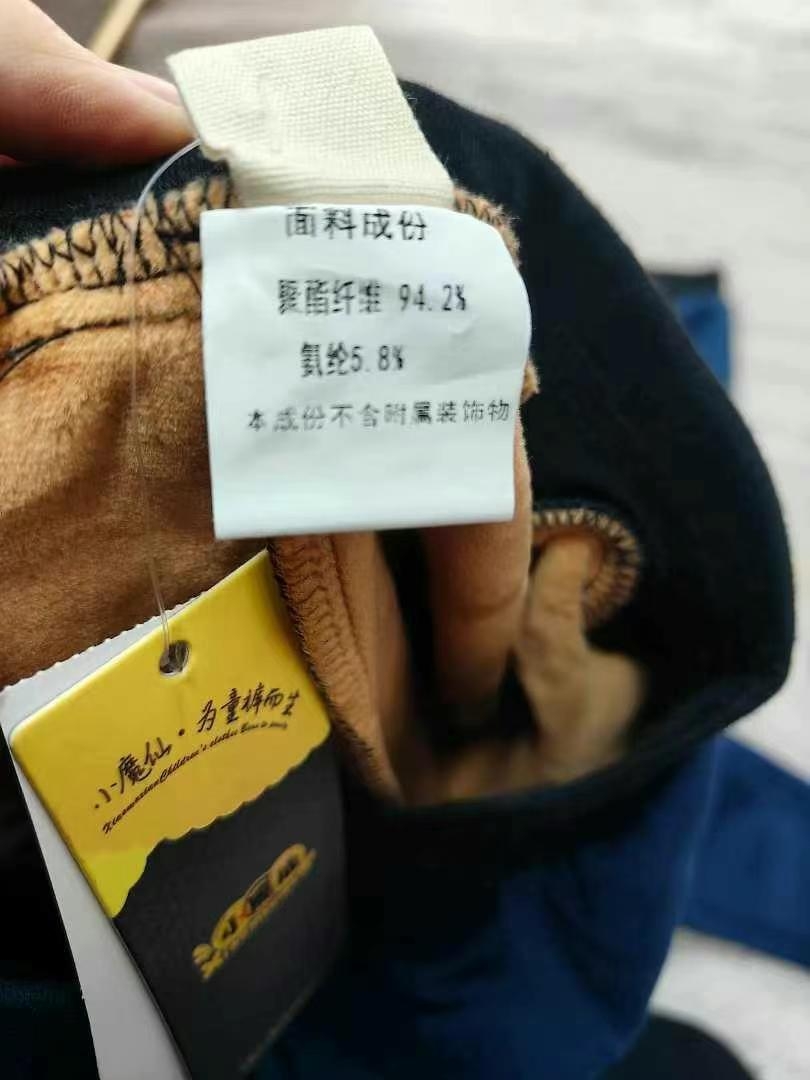 面料成份
聚酯纤维 94.2%
氨纶5.8%
本成份不含附属装饰物
小魔仙·为童裤而生